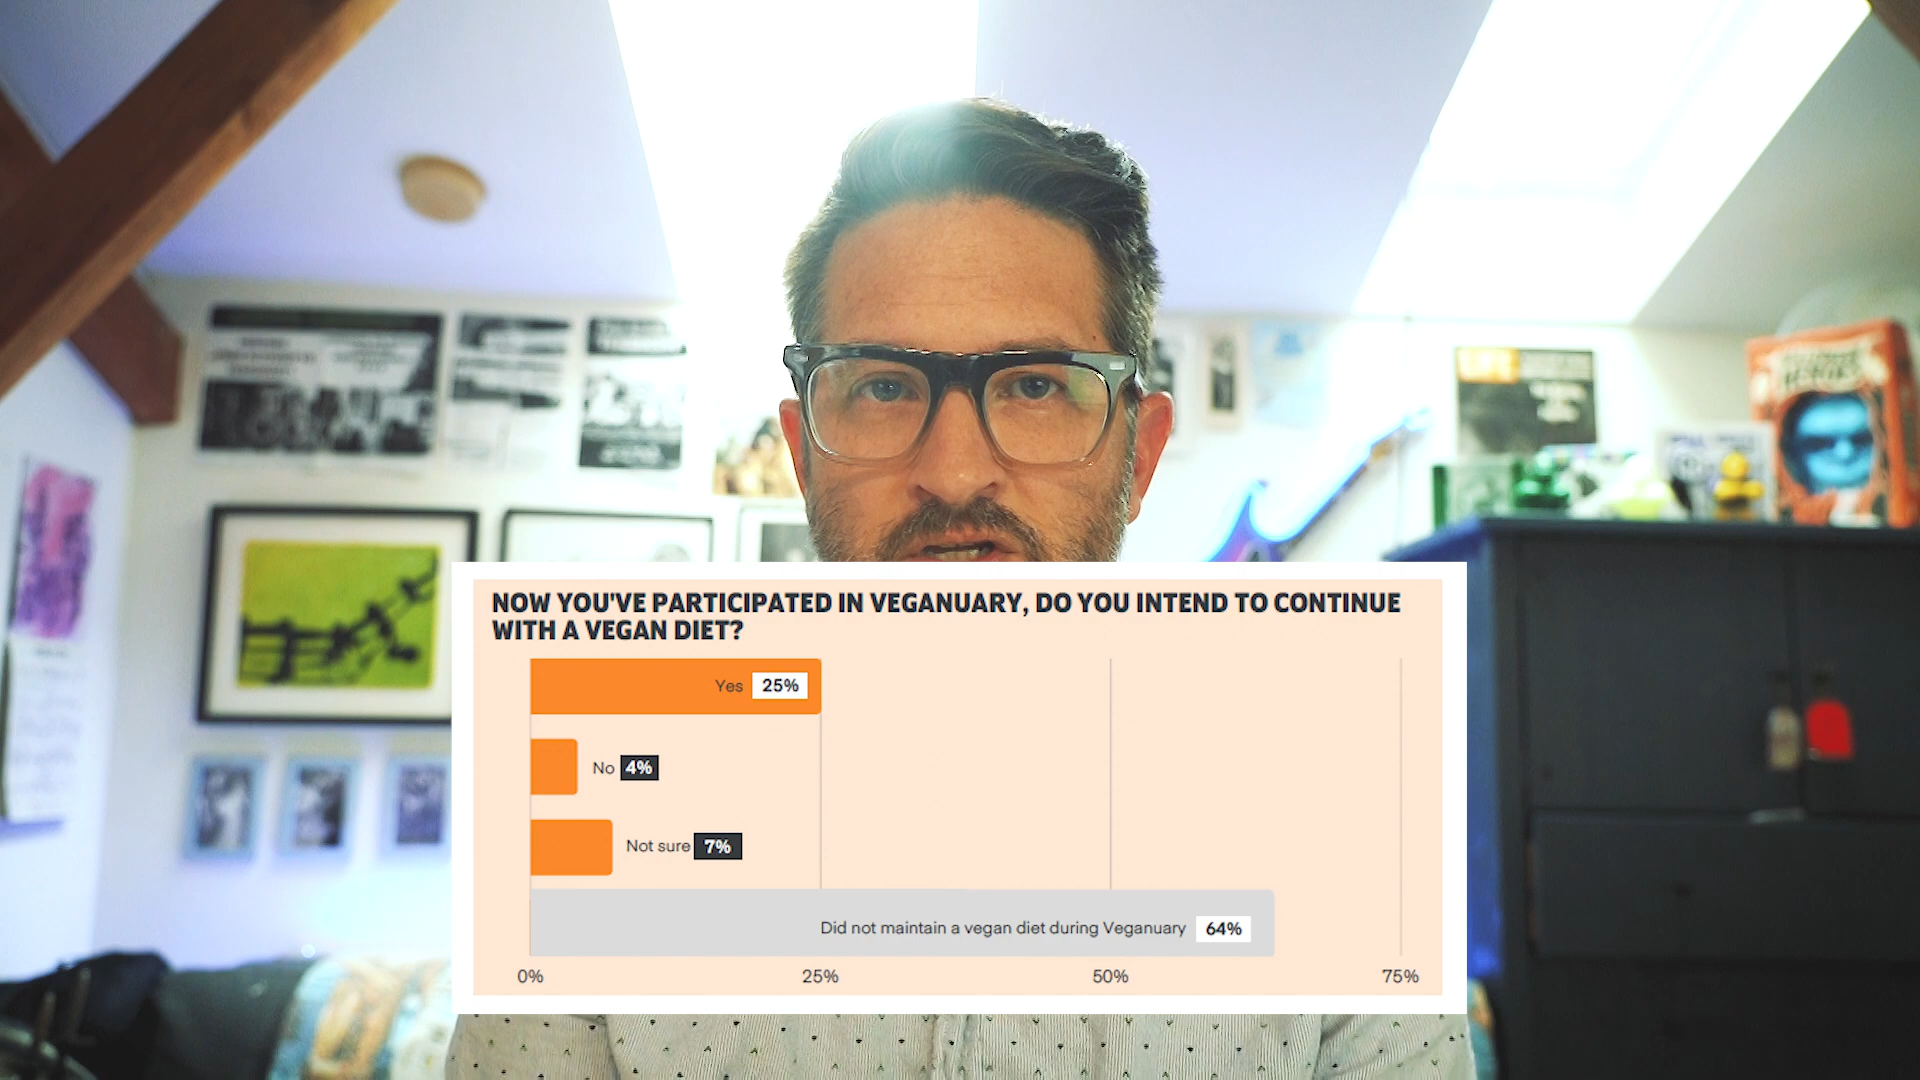 NOW YOU'VE PARTICIPATED IN VEGANUARY, DO YOU INTEND TO CONTINUE
WITH A VEGAN DIET?
Yes 25%
No 4%
Not sure 7%
Did not maintain a vegan diet during Veganuary 64%
0% 25% 50% 75%